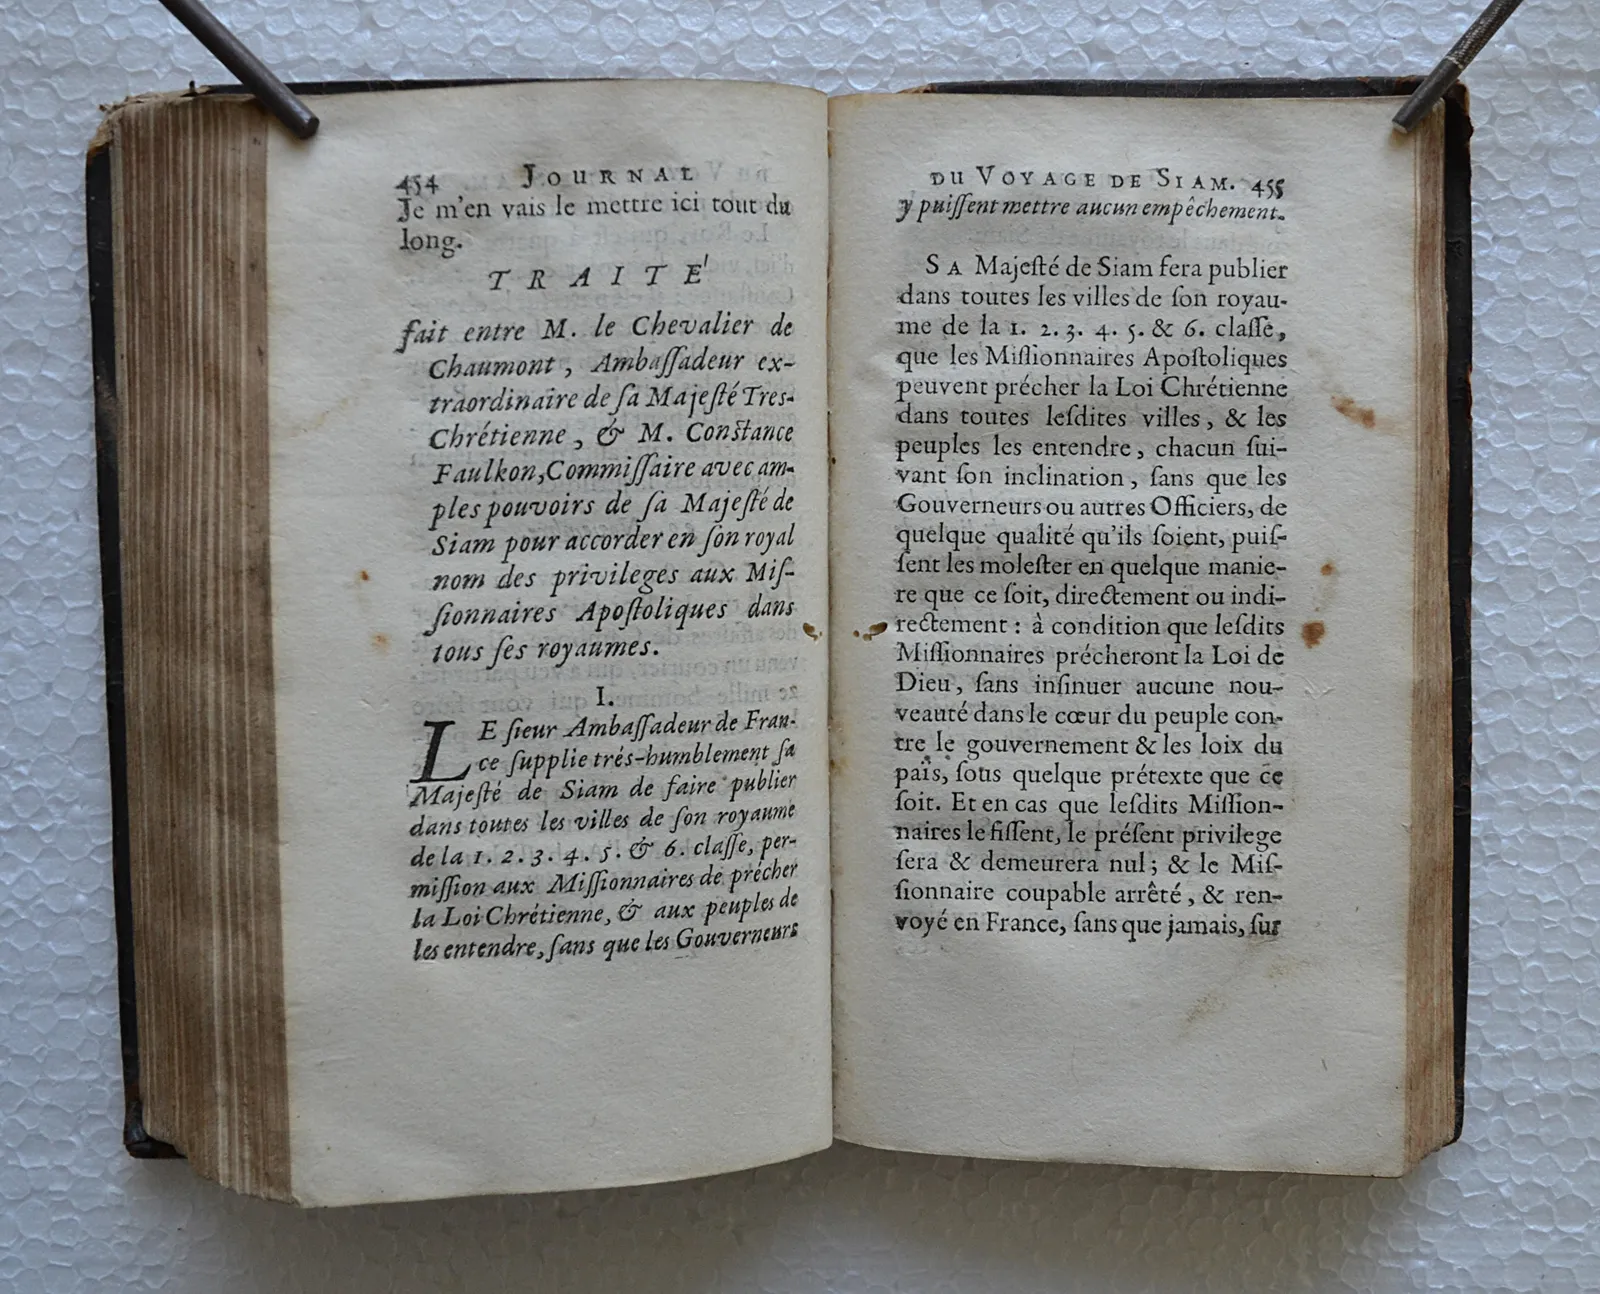 454 JOURNAL
Je m'en vais le mettre ici tout du
long.
TRAITE'
fait entre M. le Chevalier de
Chaumont, Ambaſſadeur ex-
traordinaire de ſa Majeſté Tres-
Chrétienne, & M. Conſtance
Faulkon, Commiſſaire avec am-
ples pouvoirs de ſa Majeſté de
Siam pour accorder en ſon royal
nom des privileges aux Miſ-
ſionnaires Apoſtoliques dans
tous ſes royaumes.
I.
LE ſieur Ambaſſadeur de Fran-
ce ſupplie trés-humblement ſa
Majeſté de Siam de faire publier
dans toutes les villes de ſon royaume
de la 1. 2. 3. 4. 5. & 6. claſſe, per-
miſſion aux Miſſionnaires de précher
la Loi Chrétienne, & aux peuples de
les entendre, ſans que les Gouverneurs
DU VOYAGE DE SIAM. 455
y puiſſent mettre aucun empêchement.
SA Majeſté de Siam fera publier
dans toutes les villes de ſon royau-
me de la 1. 2. 3. 4. 5. & 6. claſſe,
que les Miſſionnaires Apoſtoliques
peuvent précher la Loi Chrétienne
dans toutes leſdites villes, & les
peuples les entendre, chacun ſui-
vant ſon inclination, ſans que les
Gouverneurs ou autres Officiers, de
quelque qualité qu'ils ſoient, puiſ-
ſent les moleſter en quelque manie-
re que ce ſoit, directement ou indi-
rectement : à condition que leſdits
Miſſionnaires précheront la Loi de
Dieu, ſans inſinuer aucune nou-
veauté dans le cœur du peuple con-
tre le gouvernement & les loix du
païs, ſous quelque prétexte que ce
ſoit. Et en cas que leſdits Miſſion-
naires le fiſſent, le préſent privilege
ſera & demeurera nul ; & le Miſ-
ſionnaire coupable arrêté, & ren-
voyé en France, ſans que jamais, ſur